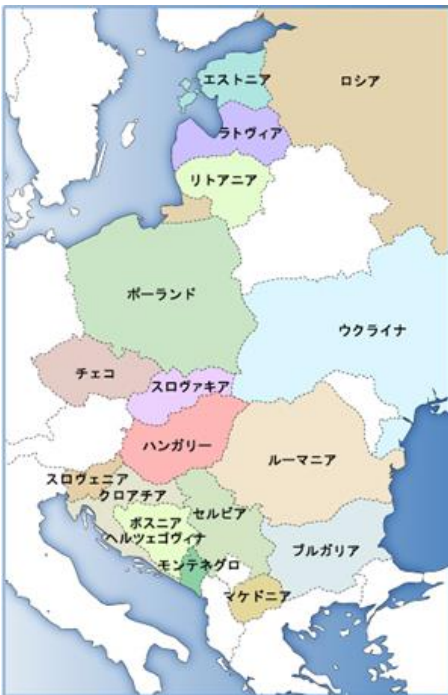 エストニア
ロシア
ラトヴィア
リトアニア
ポーランド
ウクライナ
チェコ
スロヴァキア
ハンガリー
ルーマニア
スロヴェニア
クロアチア
セルビア
ボスニア
ヘルツェゴヴィナ
ブルガリア
モンテネグロ
マケドニア